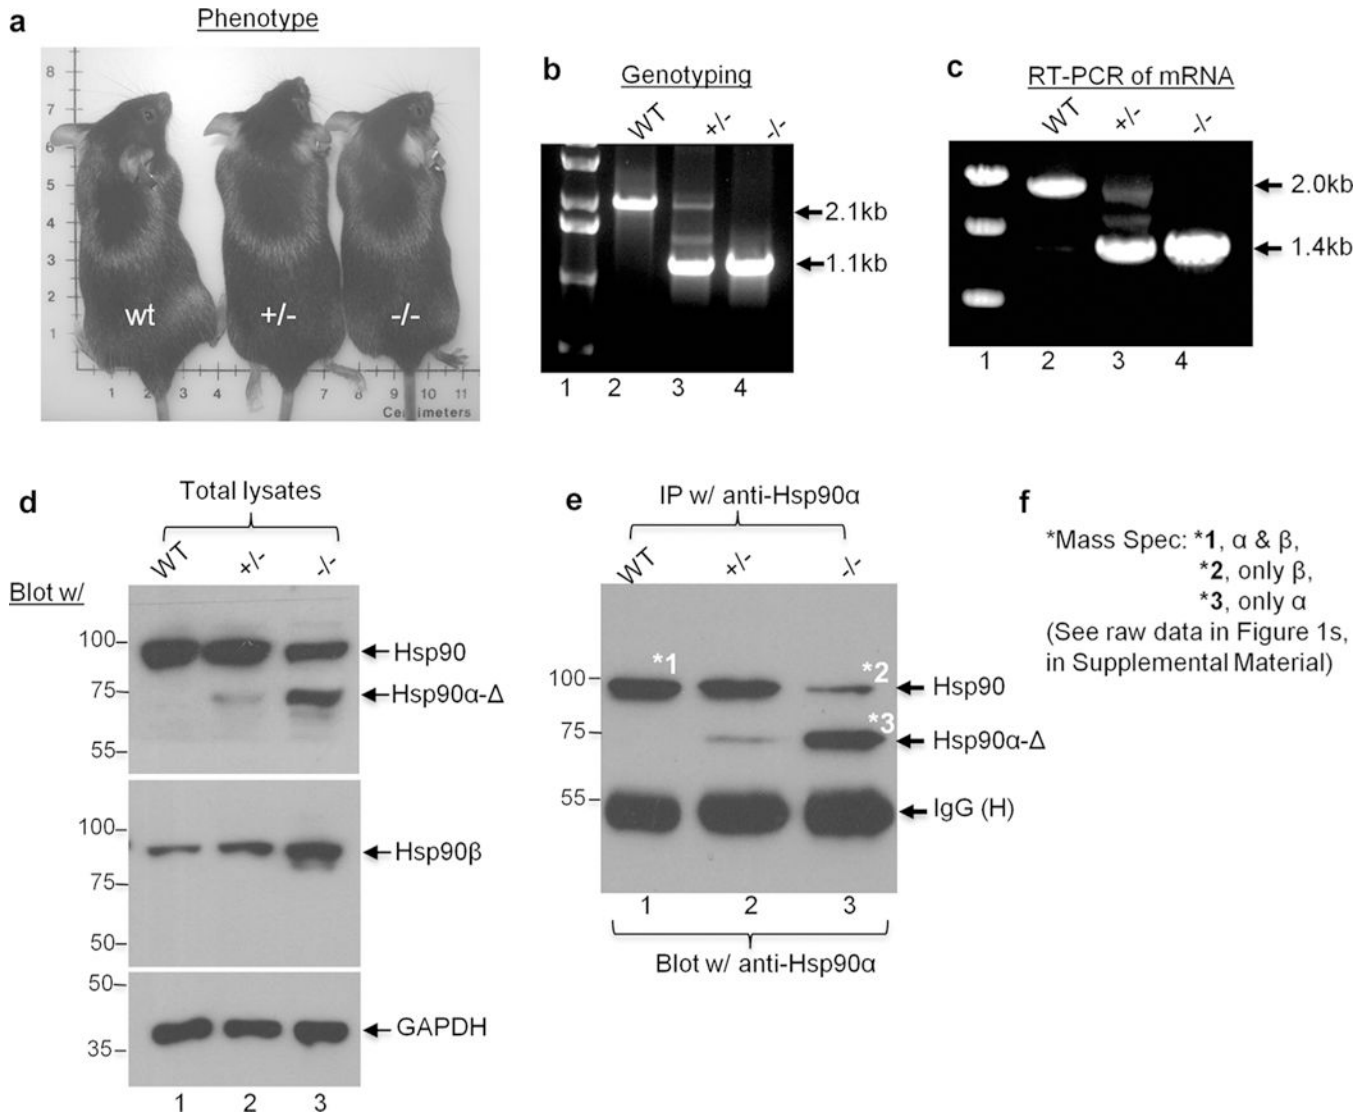 a
Phenotype
8
7
6
5
4
3
2
1
wt
+/-
-/-
1 2 3 4 7 8 9 10 11
Centimeters
b
Genotyping
WT +/- -/-
2.1kb
1.1kb
1 2 3 4
c
RT-PCR of mRNA
WT +/- -/-
2.0kb
1.4kb
1 2 3 4
d
Total lysates
WT +/- -/-
Blot w/
100
Hsp90
75
Hsp90α-Δ
55
100
Hsp90β
75
50
50
GAPDH
35
1 2 3
e
IP w/ anti-Hsp90α
WT +/- -/-
*1
*2
100
Hsp90
*3
75
Hsp90α-Δ
55
IgG (H)
1 2 3
Blot w/ anti-Hsp90α
f
*Mass Spec: *1, α & β,
*2, only β,
*3, only α
(See raw data in Figure 1s,
in Supplemental Material)